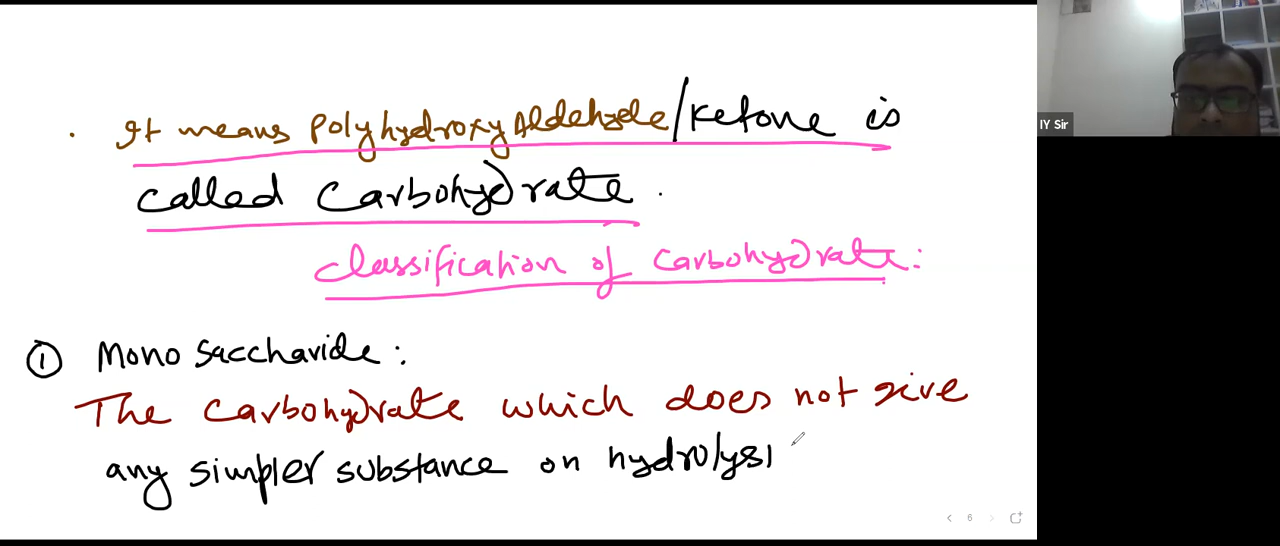 . It means Polyhydroxy Aldehyde/Ketone is
called Carbohydrate.
Classification of Carbohydrate:
① Mono Saccharide:
The Carbohydrate which does not give
any simpler substance on hydrolysi
IY Sir
6